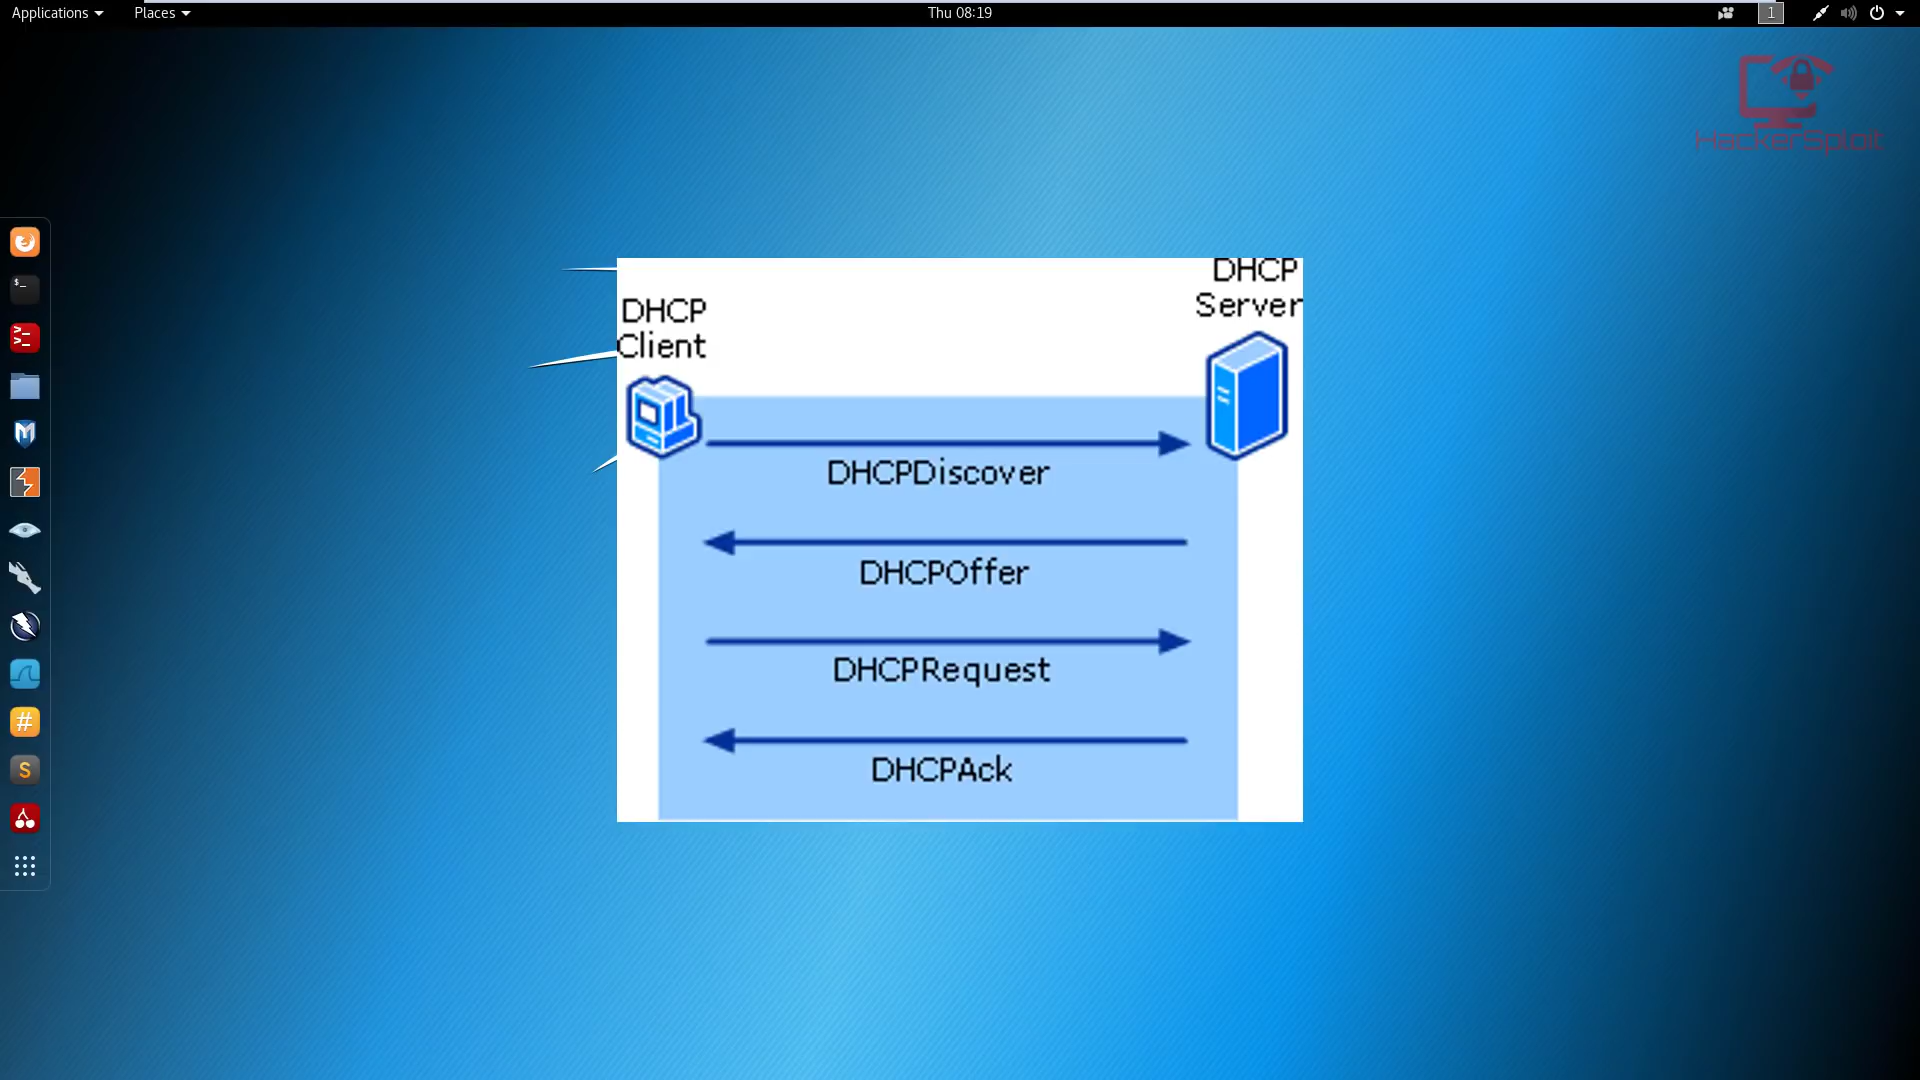 Applications
Places
Thu 08:19
1
HackerSploit
DHCP
Server
DHCP
Client
DHCPDiscover
DHCPOffer
DHCPRequest
DHCPAck
$_
>_
#
S